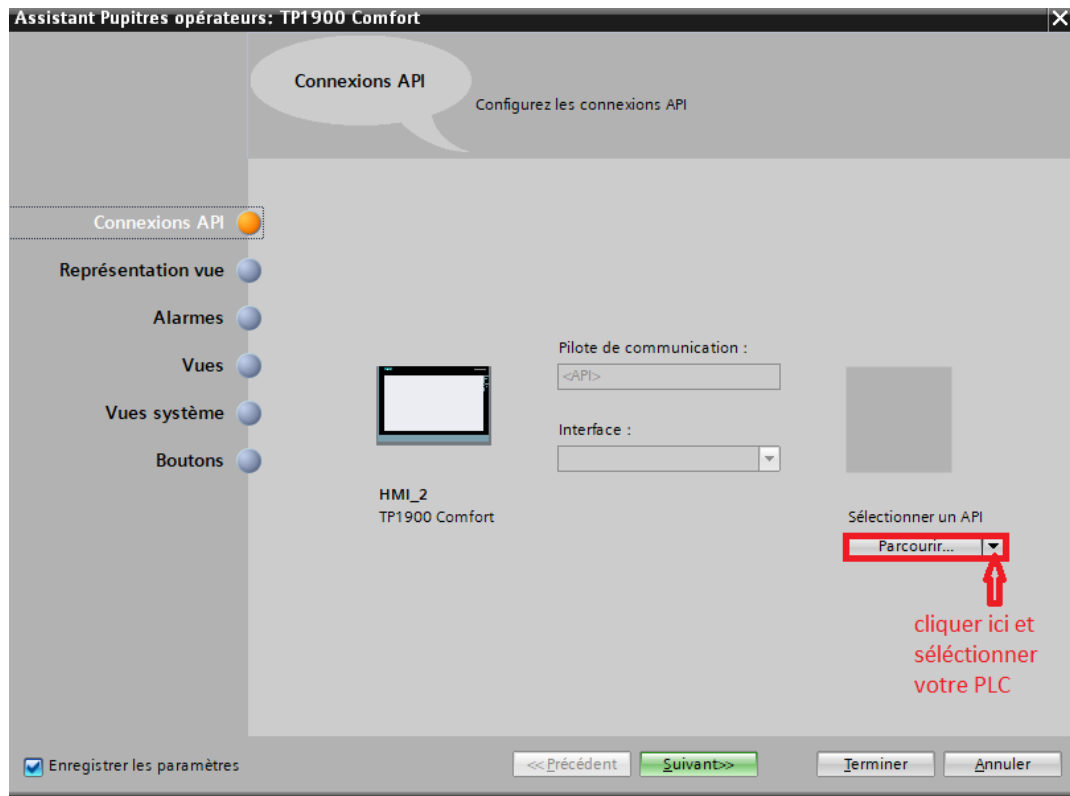 Assistant Pupitres opérateurs: TP1900 Comfort
Connexions API
Configurez les connexions API
Connexions API
Représentation vue
Alarmes
Vues
Vues système
Boutons
Pilote de communication :
<API>
Interface :
HMI_2
TP1900 Comfort
Sélectionner un API
Parcourir...
cliquer ici et
séléctionner
votre PLC
Enregistrer les paramètres
<<Précédent
Suivant>>
Terminer
Annuler